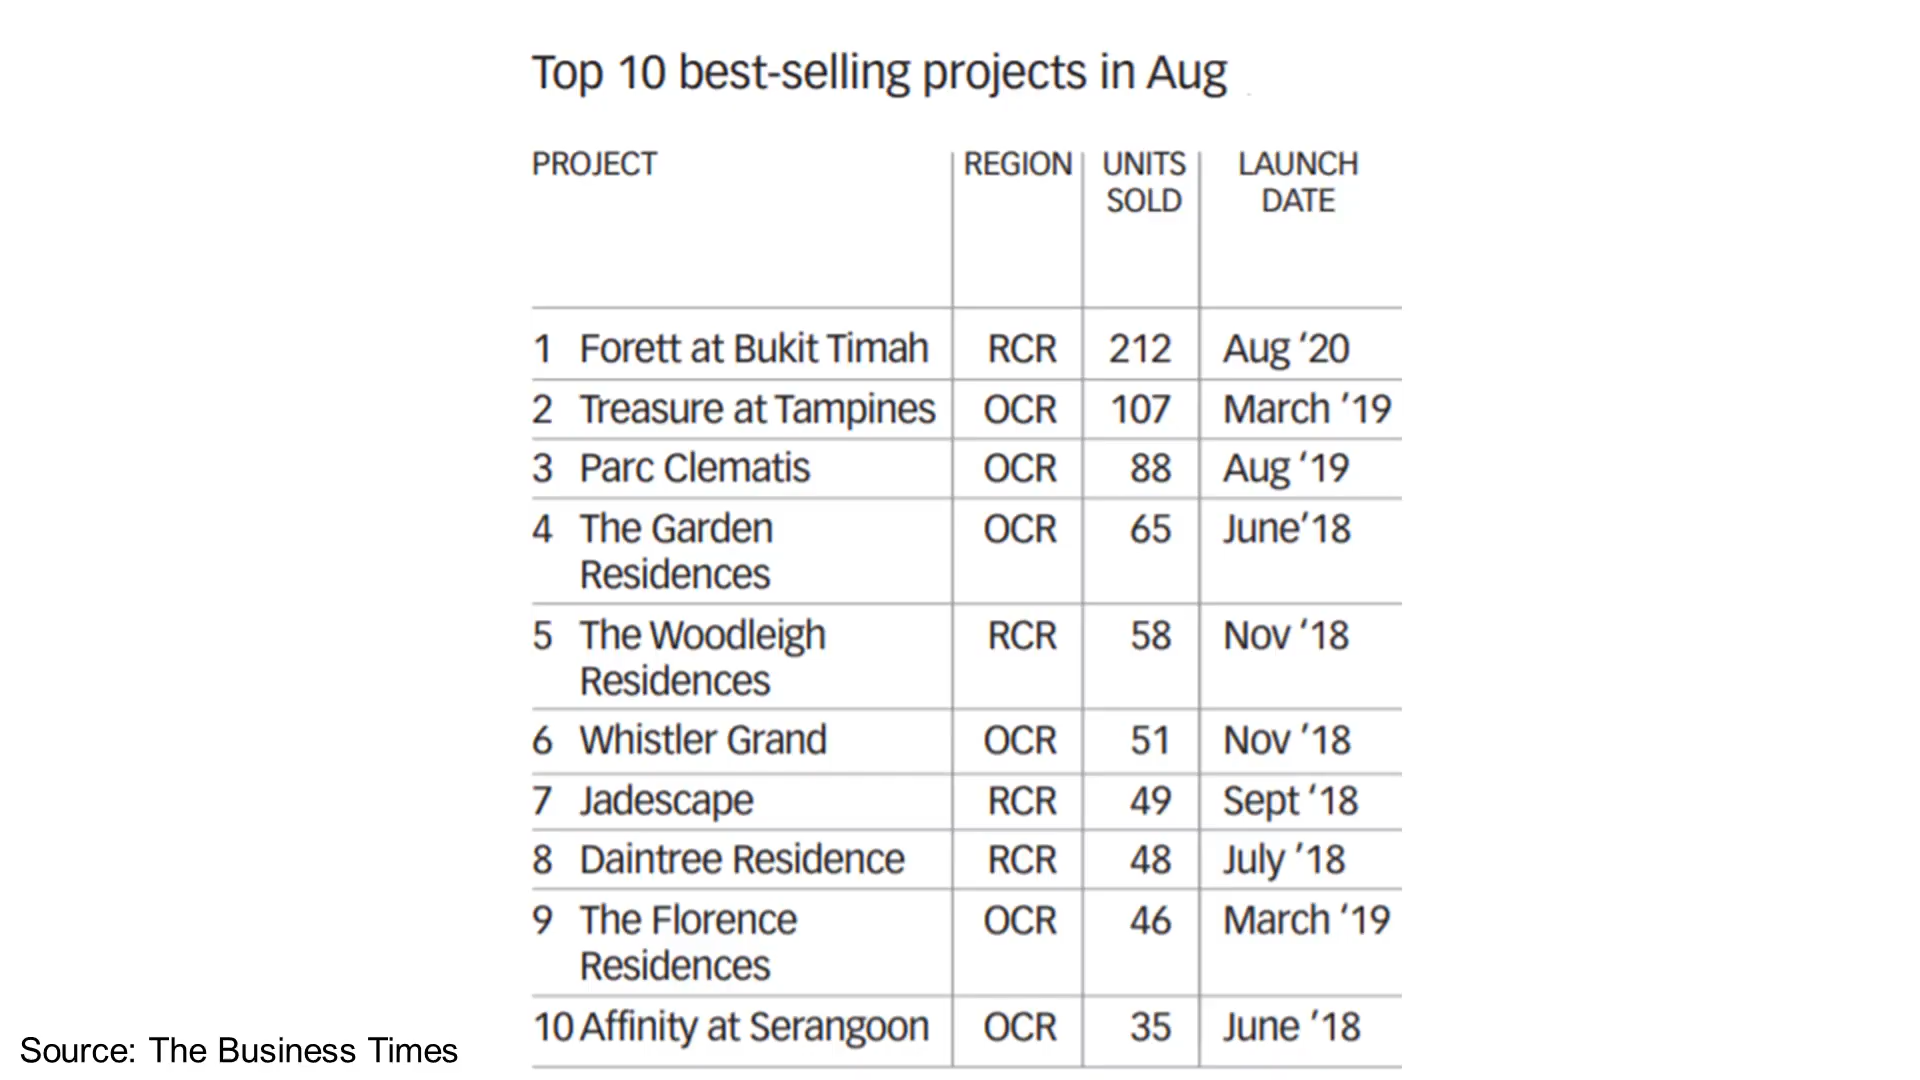 Top 10 best-selling projects in Aug
PROJECT REGION UNITS SOLD LAUNCH DATE
1 Forett at Bukit Timah RCR 212 Aug ’20
2 Treasure at Tampines OCR 107 March ’19
3 Parc Clematis OCR 88 Aug ’19
4 The Garden Residences OCR 65 June’18
5 The Woodleigh Residences RCR 58 Nov ’18
6 Whistler Grand OCR 51 Nov ’18
7 Jadescape RCR 49 Sept ’18
8 Daintree Residence RCR 48 July ’18
9 The Florence Residences OCR 46 March ’19
10 Affinity at Serangoon OCR 35 June ’18
Source: The Business Times